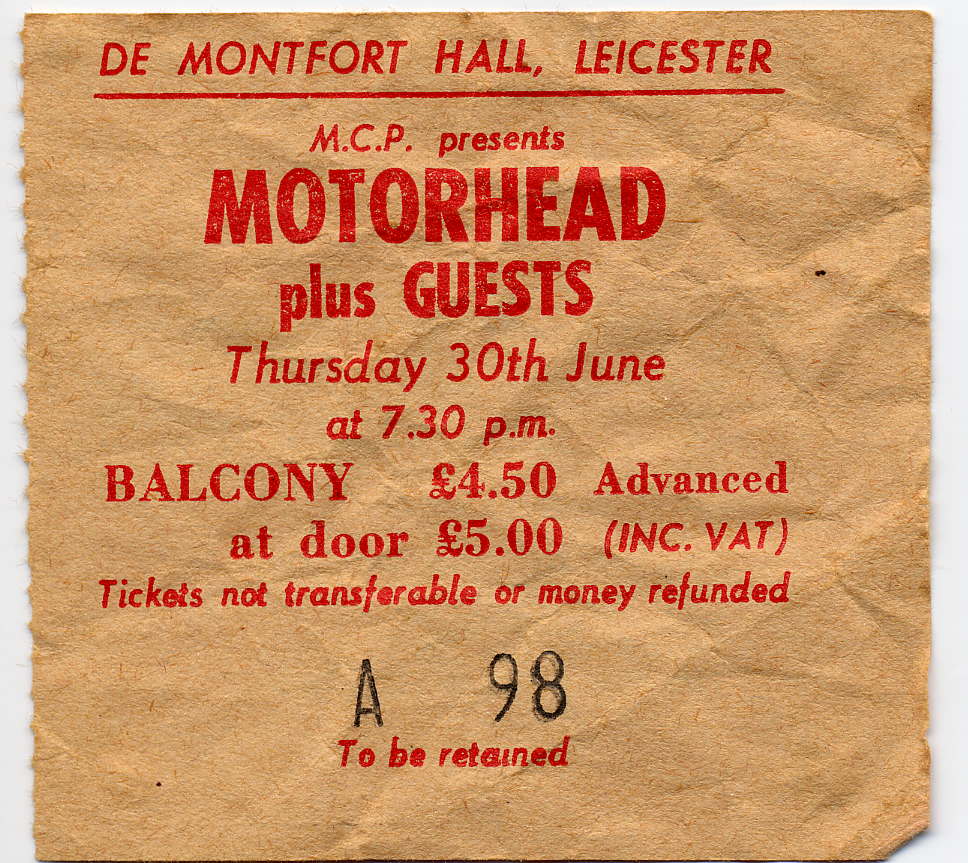 DE MONTFORT HALL, LEICESTER
M.C.P. presents
MOTORHEAD
plus GUESTS
Thursday 30th June
at 7.30 p.m.
BALCONY £4.50 Advanced
at door £5.00 (INC. VAT)
Tickets not transferable or money refunded
A 98
To be retained